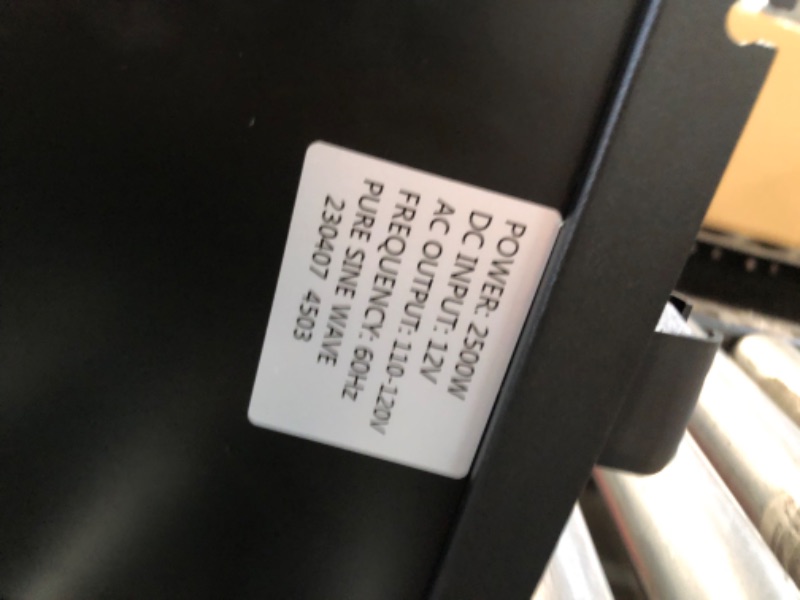 POWER: 2500W
DC INPUT: 12V
AC OUTPUT: 110-120V
FREQUENCY: 60Hz
PURE SINE WAVE
230407 4503